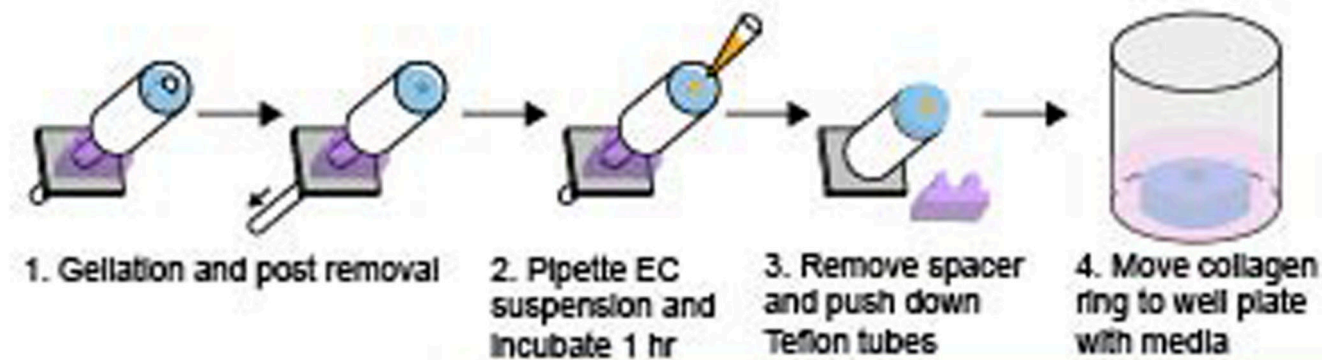 1. Gellation and post removal
2. Pipette EC
suspension and
incubate 1 hr
3. Remove spacer
and push down
Teflon tubes
4. Move collagen
ring to well plate
with media